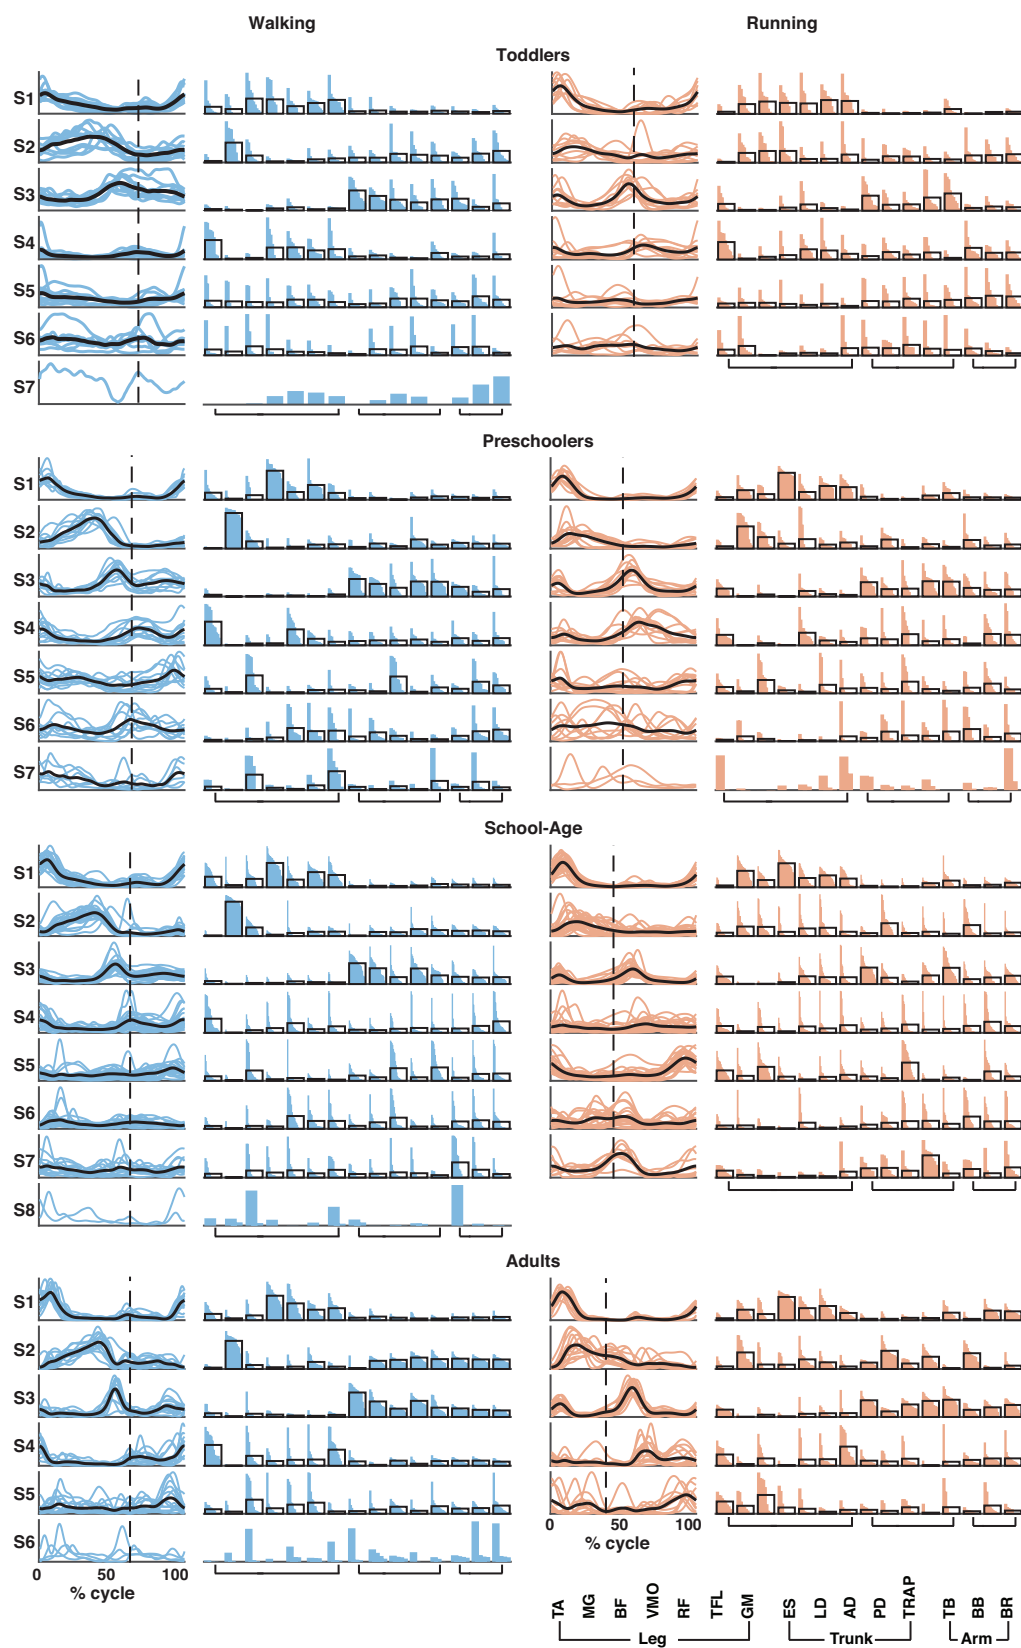 Walking Running
Toddlers
S1
S2
S3
S4
S5
S6
S7
Preschoolers
S1
S2
S3
S4
S5
S6
S7
School-Age
S1
S2
S3
S4
S5
S6
S7
S8
Adults
S1
S2
S3
S4
S5
S6
0 50 100
% cycle
0 100
% cycle
TA MG BF VMO RF TFL GM ES LD AD PD TRAP TB BB BR
Leg Trunk Arm